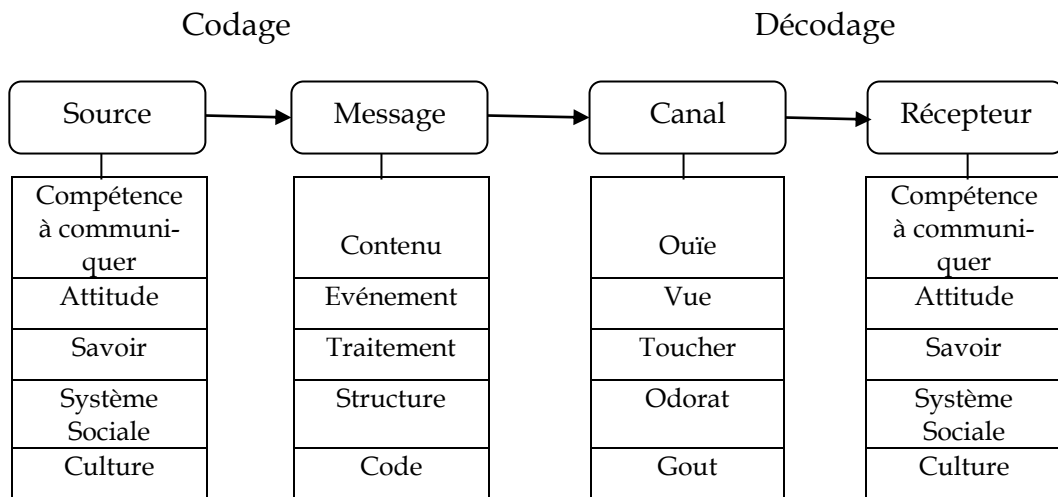 Codage
Décodage
Source
Message
Canal
Récepteur
Compétence
à communi-
quer
Contenu
Ouïe
Compétence
à communi-
quer
Attitude
Evénement
Vue
Attitude
Savoir
Traitement
Toucher
Savoir
Système
Sociale
Structure
Odorat
Système
Sociale
Culture
Code
Gout
Culture